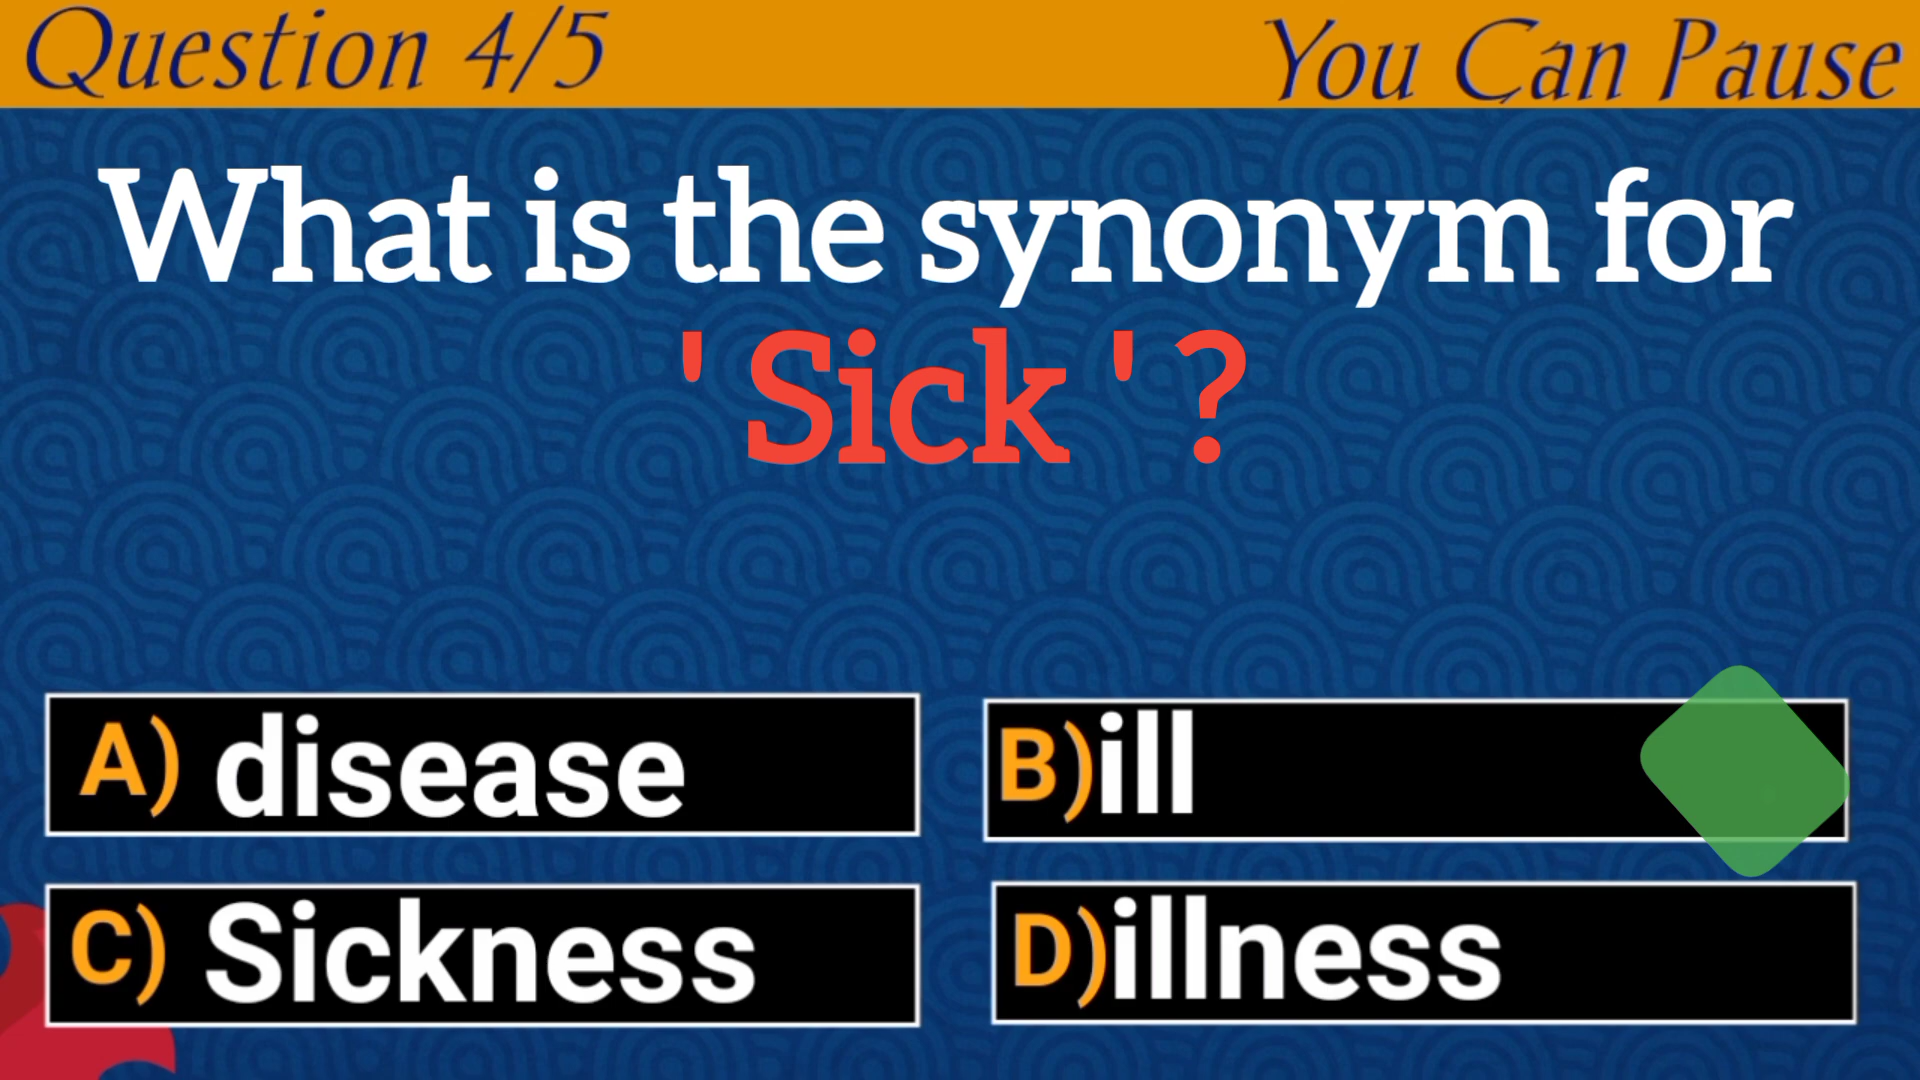 Question 4/5
You Can Pause
What is the synonym for
' Sick ' ?
A) disease
B)ill
C) Sickness
D)illness